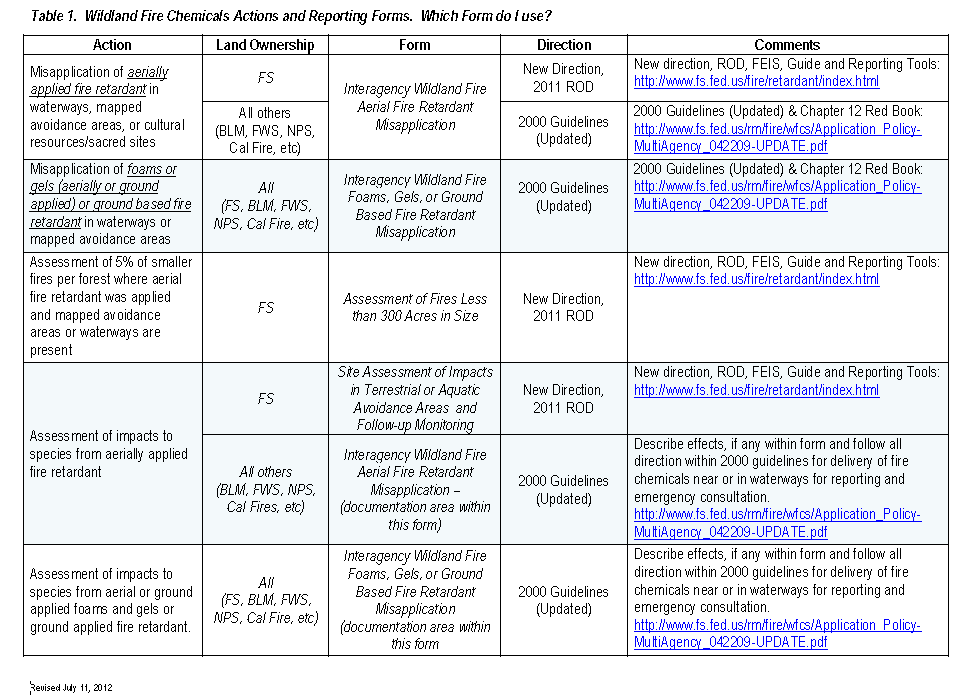 Table 1. Wildland Fire Chemicals Actions and Reporting Forms. Which Form do I use?
Action
Land Ownership
Form
Direction
Comments
Misapplication of aerially
applied fire retardant in
waterways, mapped
avoidance areas, or cultural
resources/sacred sites
FS
Interagency Wildland Fire
Aerial Fire Retardant
Misapplication
New Direction,
2011 ROD
New direction, ROD, FEIS, Guide and Reporting Tools:
http://www.fs.fed.us/fire/retardant/index.html
All others
(BLM, FWS, NPS,
Cal Fire, etc)
2000 Guidelines
(Updated)
2000 Guidelines (Updated) & Chapter 12 Red Book:
http://www.fs.fed.us/rm/fire/wfcs/Application_Policy-
MultiAgency_042209-UPDATE.pdf
Misapplication of foams or
gels (aerially or ground
applied) or ground based fire
retardant in waterways or
mapped avoidance areas
All
(FS, BLM, FWS,
NPS, Cal Fire, etc)
Interagency Wildland Fire
Foams, Gels, or Ground
Based Fire Retardant
Misapplication
2000 Guidelines
(Updated)
2000 Guidelines (Updated) & Chapter 12 Red Book:
http://www.fs.fed.us/rm/fire/wfcs/Application_Policy-
MultiAgency_042209-UPDATE.pdf
Assessment of 5% of smaller
fires per forest where aerial
fire retardant was applied
and mapped avoidance
areas or waterways are
present
FS
Assessment of Fires Less
than 300 Acres in Size
New Direction,
2011 ROD
New direction, ROD, FEIS, Guide and Reporting Tools:
http://www.fs.fed.us/fire/retardant/index.html
Assessment of impacts to
species from aerially applied
fire retardant
FS
Site Assessment of Impacts
in Terrestrial or Aquatic
Avoidance Areas and
Follow-up Monitoring
New Direction,
2011 ROD
New direction, ROD, FEIS, Guide and Reporting Tools:
http://www.fs.fed.us/fire/retardant/index.html
All others
(BLM, FWS, NPS,
Cal Fires, etc)
Interagency Wildland Fire
Aerial Fire Retardant
Misapplication –
(documentation area within
this form)
2000 Guidelines
(Updated)
Describe effects, if any within form and follow all
direction within 2000 guidelines for delivery of fire
chemicals near or in waterways for reporting and
emergency consultation.
http://www.fs.fed.us/rm/fire/wfcs/Application_Policy-
MultiAgency_042209-UPDATE.pdf
Assessment of impacts to
species from aerial or ground
applied foams and gels or
ground applied fire retardant.
All
(FS, BLM, FWS,
NPS, Cal Fire, etc)
Interagency Wildland Fire
Foams, Gels, or Ground
Based Fire Retardant
Misapplication
(documentation area within
this form
2000 Guidelines
(Updated)
Describe effects, if any within form and follow all
direction within 2000 guidelines for delivery of fire
chemicals near or in waterways for reporting and
emergency consultation.
http://www.fs.fed.us/rm/fire/wfcs/Application_Policy-
MultiAgency_042209-UPDATE.pdf
Revised July 11, 2012